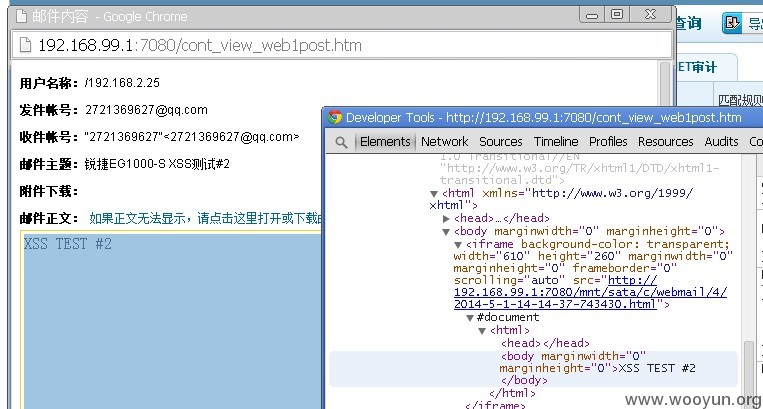 邮件内容 - Google Chrome
192.168.99.1:7080/cont_view_web1post.htm
用户名称：/192.168.2.25
发件帐号：2721369627@qq.com
收件帐号："2721369627"<2721369627@qq.com>
邮件主题：锐捷EG1000-S XSS测试#2
附件下载：
邮件正文： 如果正文无法显示，请点击这里打开或下载
XSS TEST #2
查询
导
ET审计
匹配规则
Developer Tools - http://192.168.99.1:7080/cont_view_web1post.htm
Elements Network Sources Timeline Profiles Resources Audits Co
1.0 Transitional//EN"
"http://www.w3.org/TR/xhtml1/DTD/xhtml1-
transitional.dtd">
<html xmlns="http://www.w3.org/1999/
xhtml">
<head>…</head>
<body marginwidth="0" marginheight="0">
<iframe background-color: transparent;
width="610" height="260" marginwidth="0"
marginheight="0" frameborder="0"
scrolling="auto" src="http://
192.168.99.1:7080/mnt/sata/c/webmail/4/
2014-5-1-14-14-37-743430.html">
#document
<html>
<head></head>
<body marginwidth="0"
marginheight="0">XSS TEST #2
</body>
</html>
</iframe>
www.wooyun.org